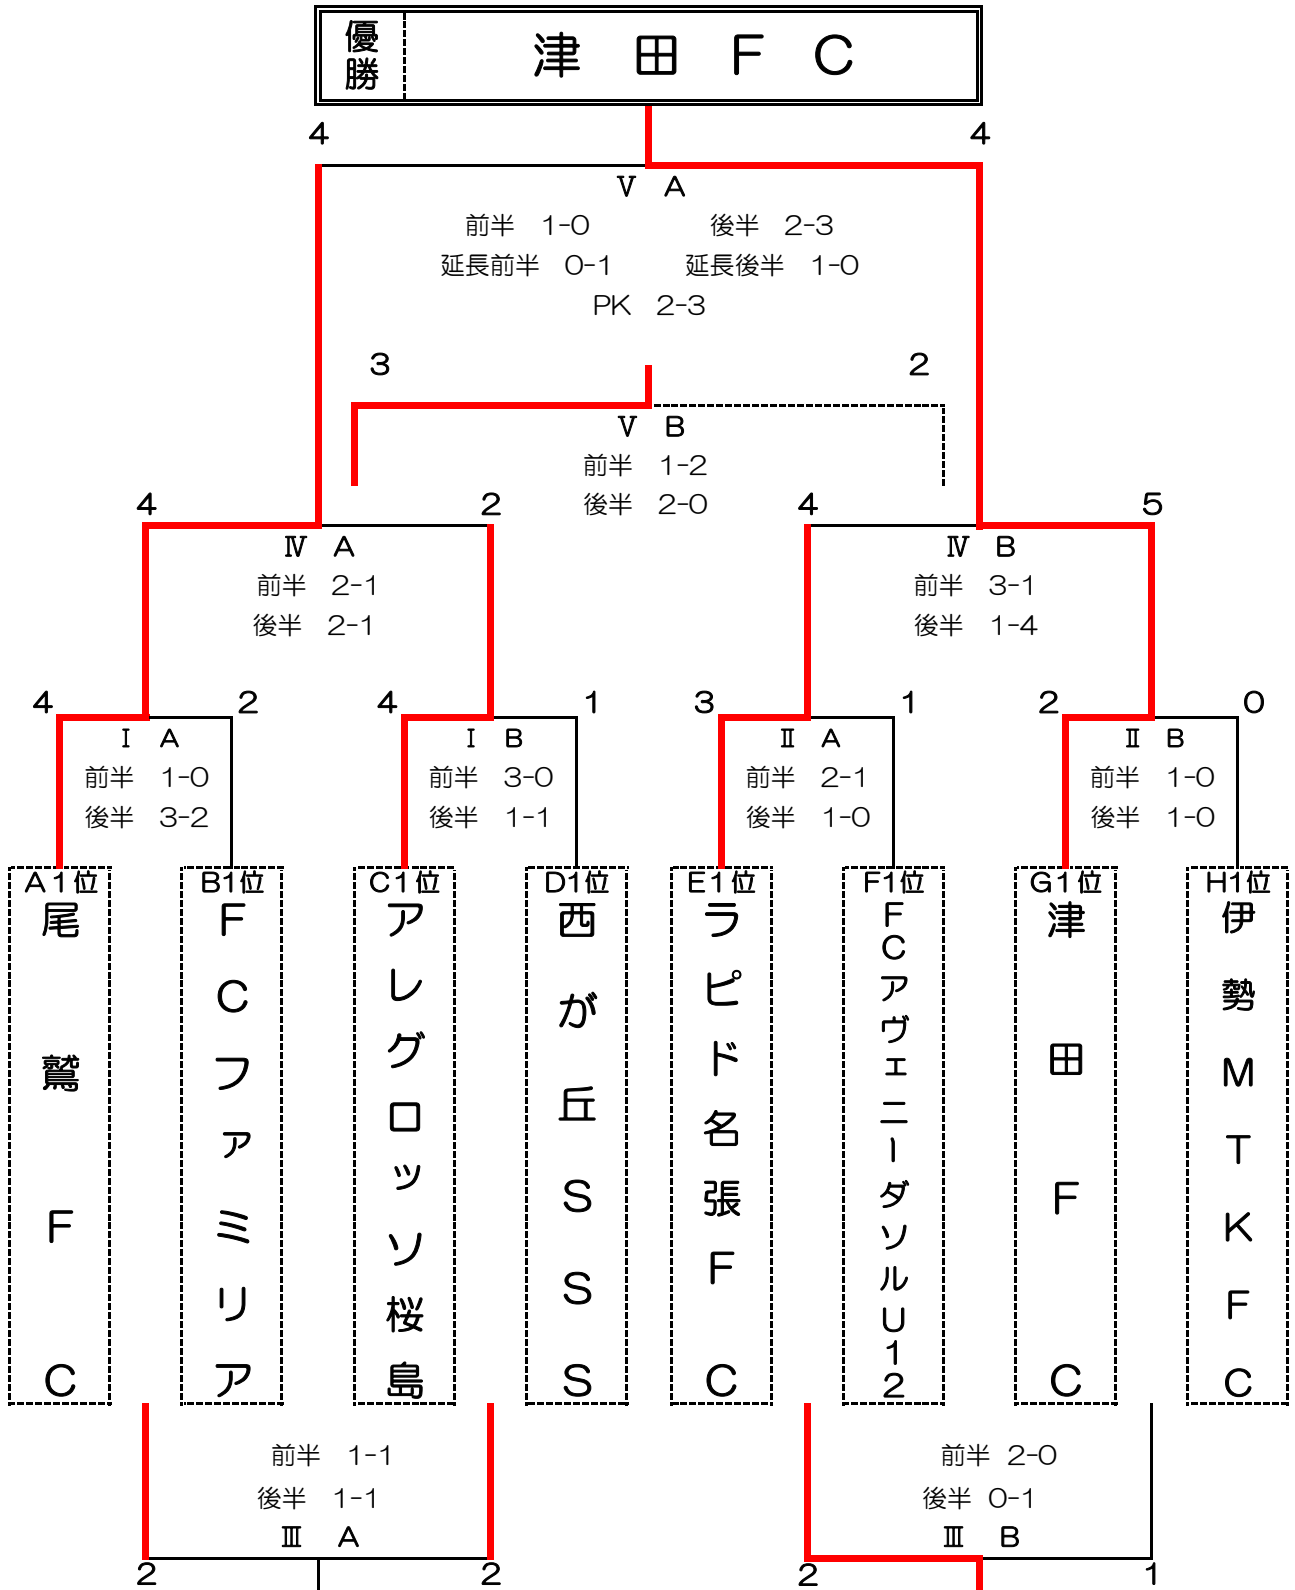 優勝
津田FC
4 4
Ⅴ A
前半 1-0 後半 2-3
延長前半 0-1 延長後半 1-0
PK 2-3
3 2
Ⅴ B
前半 1-2
後半 2-0
4 2 4 5
Ⅳ A Ⅳ B
前半 2-1 前半 3-1
後半 2-1 後半 1-4
4 2 4 1 3 1 2 0
Ⅰ A Ⅰ B Ⅱ A Ⅱ B
前半 1-0 前半 3-0 前半 2-1 前半 1-0
後半 3-2 後半 1-1 後半 1-0 後半 1-0
A1位 B1位 C1位 D1位 E1位 F1位 G1位 H1位
尾鷲FC
FCファミリア
アレグロッソ桜島
西が丘SSS
ラピド名張FC
FCアヴェニーダソルU12
津田FC
伊勢MTKFC
前半 1-1 前半 2-0
後半 1-1 後半 0-1
Ⅲ A Ⅲ B
2 2 2 1